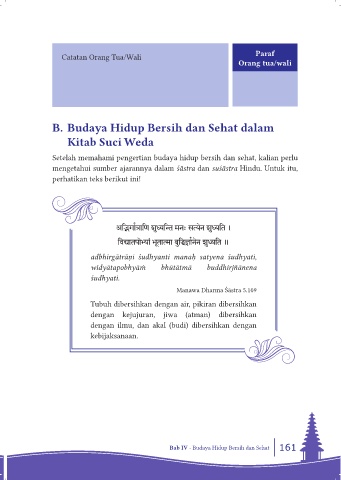 Catatan Orang Tua/Wali
Paraf
Orang tua/wali
B. Budaya Hidup Bersih dan Sehat dalam
Kitab Suci Weda
Setelah memahami pengertian budaya hidup bersih dan sehat, kalian perlu
mengetahui sumber ajarannya dalam śāstra dan susāstra Hindu. Untuk itu,
perhatikan teks berikut ini!
अद्भिर्गात्राणि शुध्यन्ति मनः सत्येन शुध्यति ।
विद्यातपोभ्यां भूतात्मा बुद्धिर्ज्ञानेन शुध्यति ॥
adbhirgātrāṇi śudhyanti manaḥ satyena śudhyati,
widyātapobhyāṁ bhūtātmā buddhirjñānena
śudhyati.
Manawa Dharma Śāstra 5.109
Tubuh dibersihkan dengan air, pikiran dibersihkan
dengan kejujuran, jiwa (atman) dibersihkan
dengan ilmu, dan akal (budi) dibersihkan dengan
kebijaksanaan.
Bab IV - Budaya Hidup Bersih dan Sehat 161